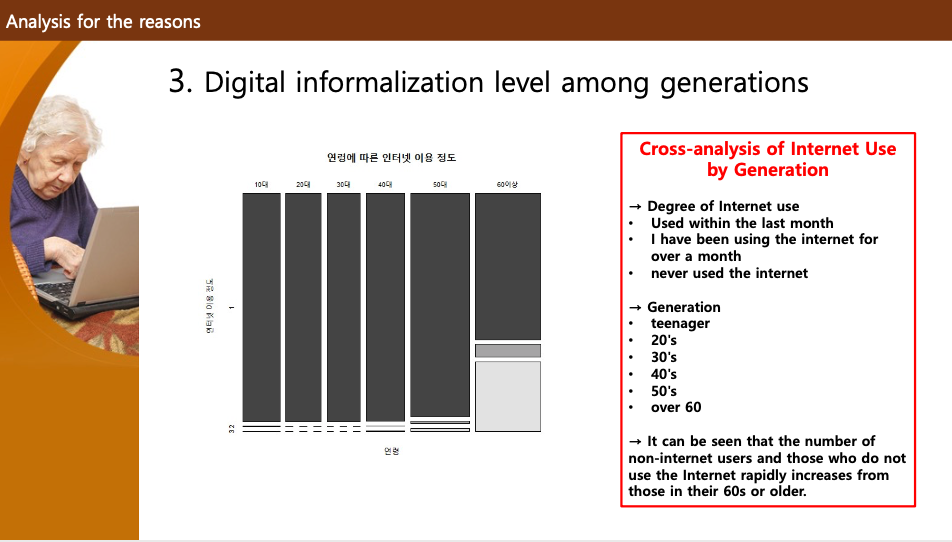 Analysis for the reasons
3. Digital informalization level among generations
연령에 따른 인터넷 이용 정도
10대 20대 30대 40대 50대 60이상
인터넷 이용 정도
1
3 2
연령
Cross-analysis of Internet Use
by Generation
→ Degree of Internet use
• Used within the last month
• I have been using the internet for
over a month
• never used the internet
→ Generation
• teenager
• 20's
• 30's
• 40's
• 50's
• over 60
→ It can be seen that the number of
non-internet users and those who do not
use the Internet rapidly increases from
those in their 60s or older.